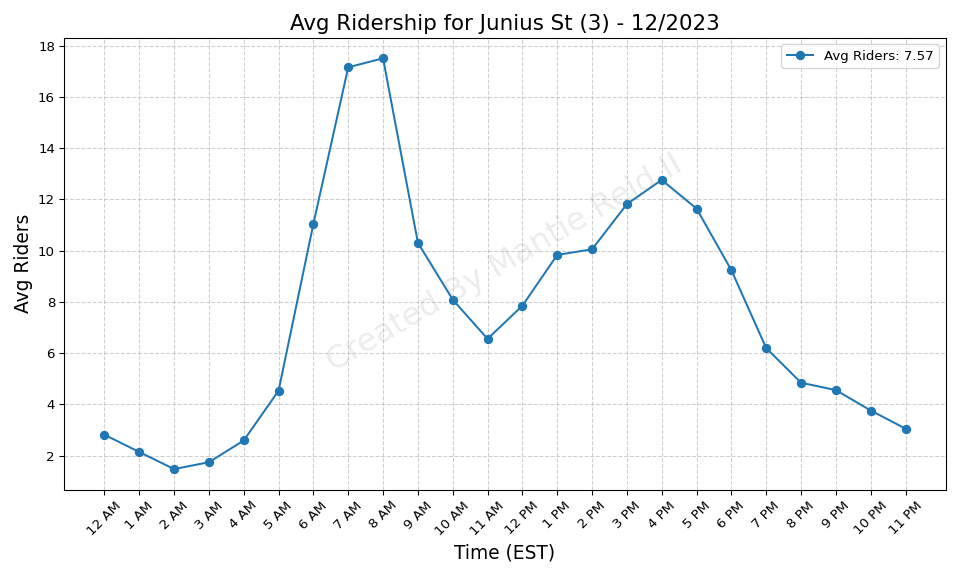 Avg Ridership for Junius St (3) - 12/2023
Avg Riders: 7.57
18
16
14
12
10
8
6
4
2
Avg Riders
Created By Mantie Reid II
12 AM
1 AM
2 AM
3 AM
4 AM
5 AM
6 AM
7 AM
8 AM
9 AM
10 AM
11 AM
12 PM
1 PM
2 PM
3 PM
4 PM
5 PM
6 PM
7 PM
8 PM
9 PM
10 PM
11 PM
Time (EST)